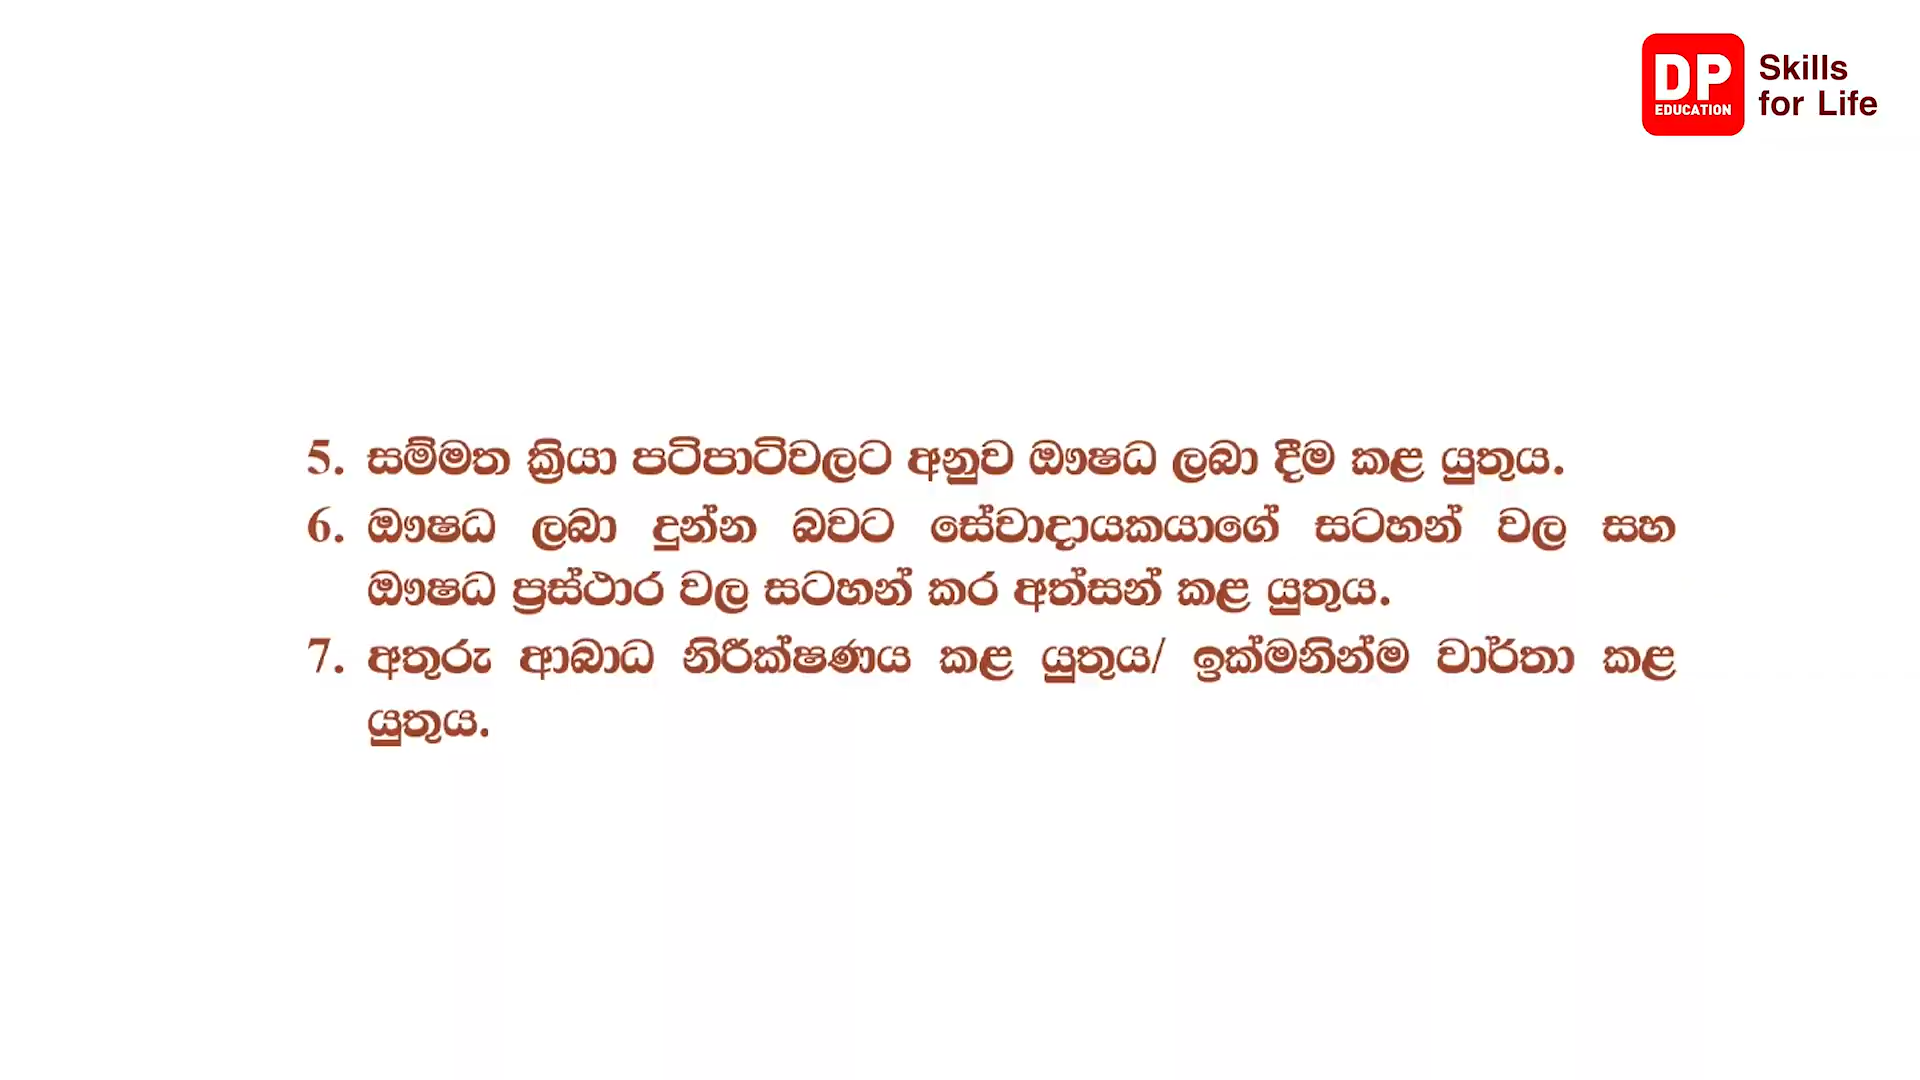 DP
EDUCATION
Skills
for Life
5. සම්මත ක්‍රියා පටිපාටිවලට අනුව ඖෂධ ලබා දීම කළ යුතුය.
6. ඖෂධ ලබා දුන්න බවට සේවාදායකයාගේ සටහන් වල සහ
ඖෂධ ප්‍රස්ථාර වල සටහන් කර අත්සන් කළ යුතුය.
7. අතුරු ආබාධ නිරීක්ෂණය කළ යුතුය/ ඉක්මනින්ම වාර්තා කළ
යුතුය.